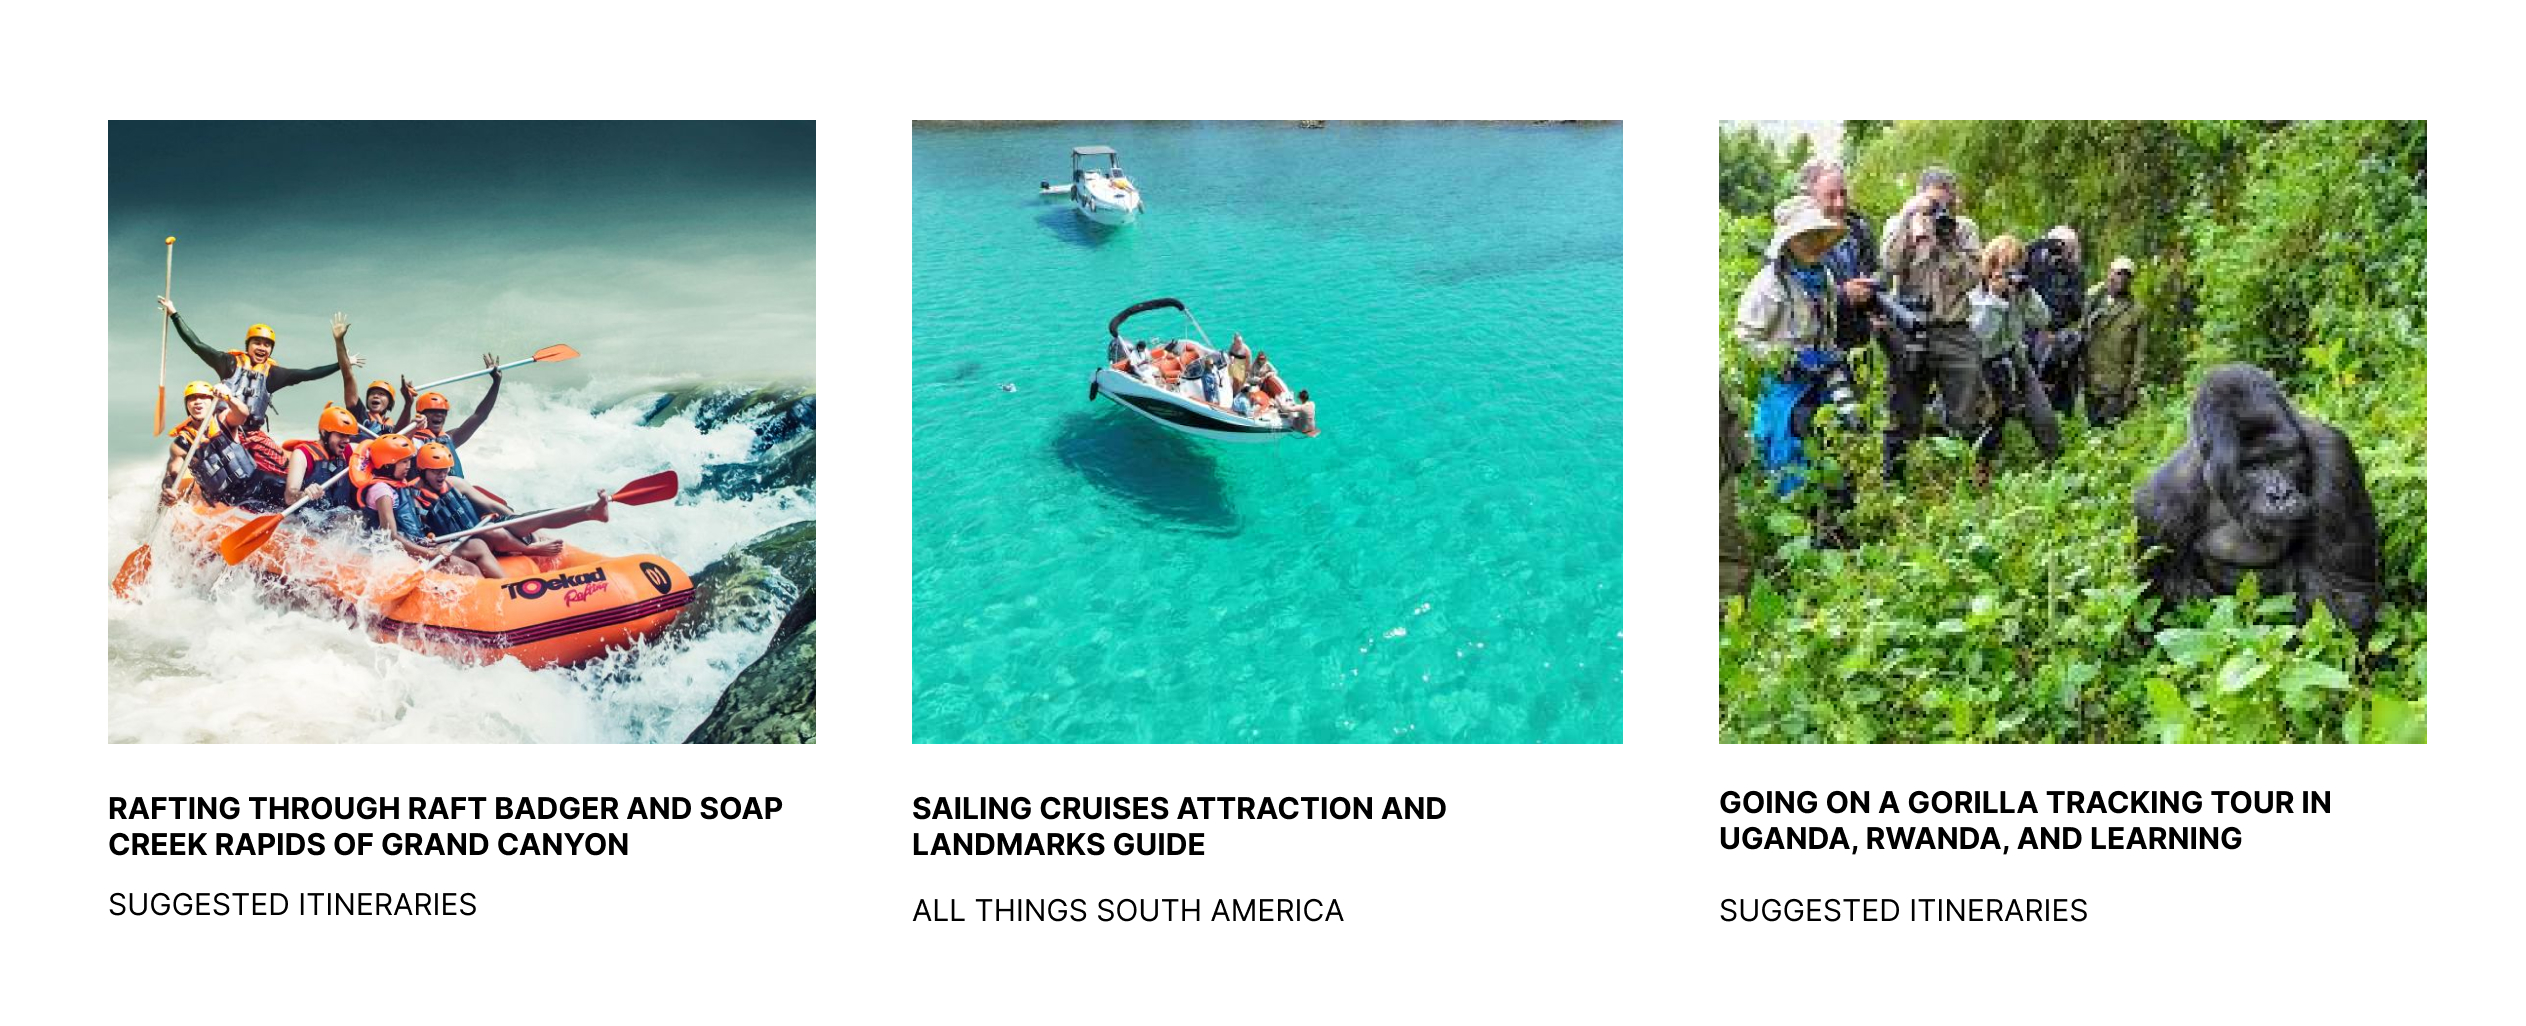 TOekad
Rafting
01
RAFTING THROUGH RAFT BADGER AND SOAP
CREEK RAPIDS OF GRAND CANYON
SUGGESTED ITINERARIES
SAILING CRUISES ATTRACTION AND
LANDMARKS GUIDE
ALL THINGS SOUTH AMERICA
GOING ON A GORILLA TRACKING TOUR IN
UGANDA, RWANDA, AND LEARNING
SUGGESTED ITINERARIES